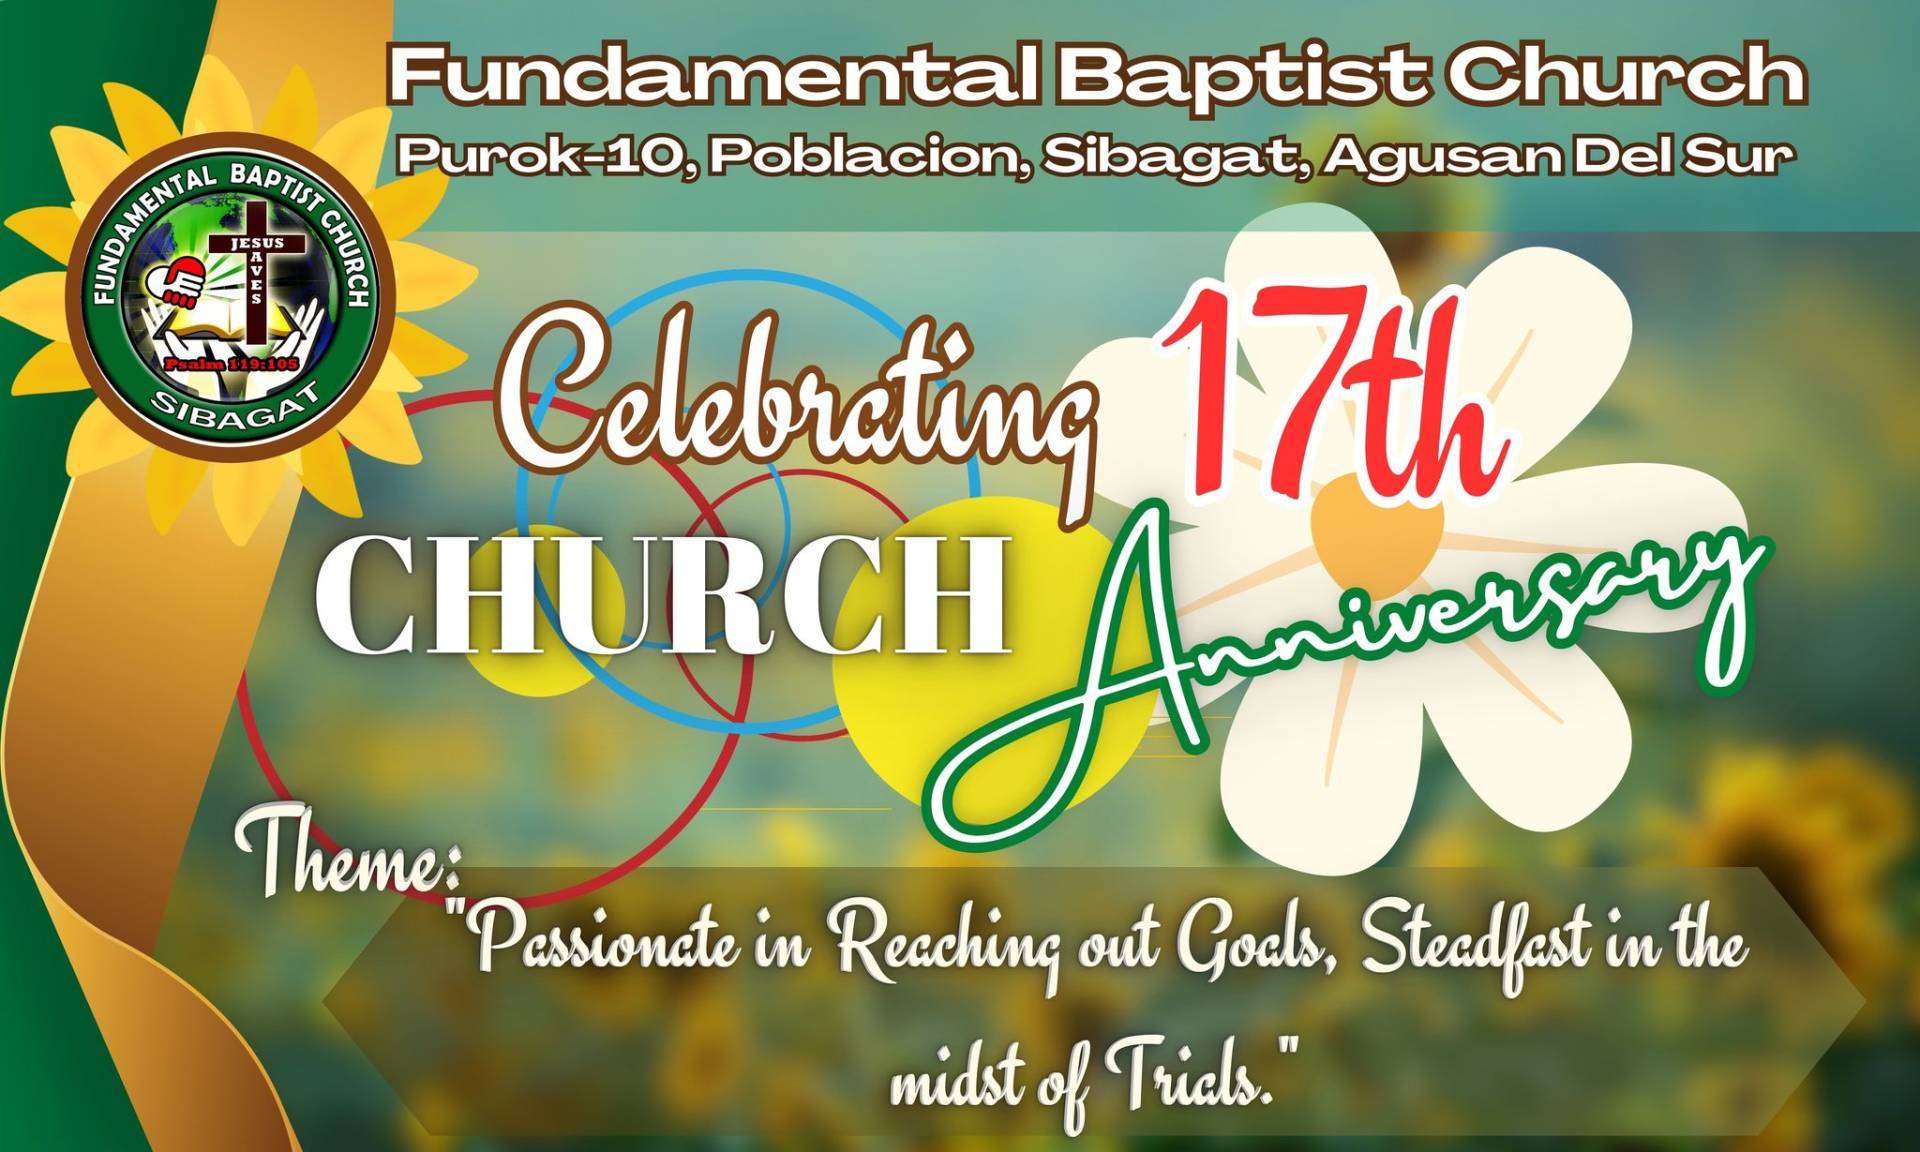 Fundamental Baptist Church
Purok-10, Poblacion, Sibagat, Agusan Del Sur
FUNDAMENTAL BAPTIST CHURCH
JESUS
SAVES
Psalm 119:105
SIBAGAT
Celebrating 17th
CHURCH Anniversary
Theme:
"Passionate in Reaching out Goals, Steadfast in the
midst of Trials."